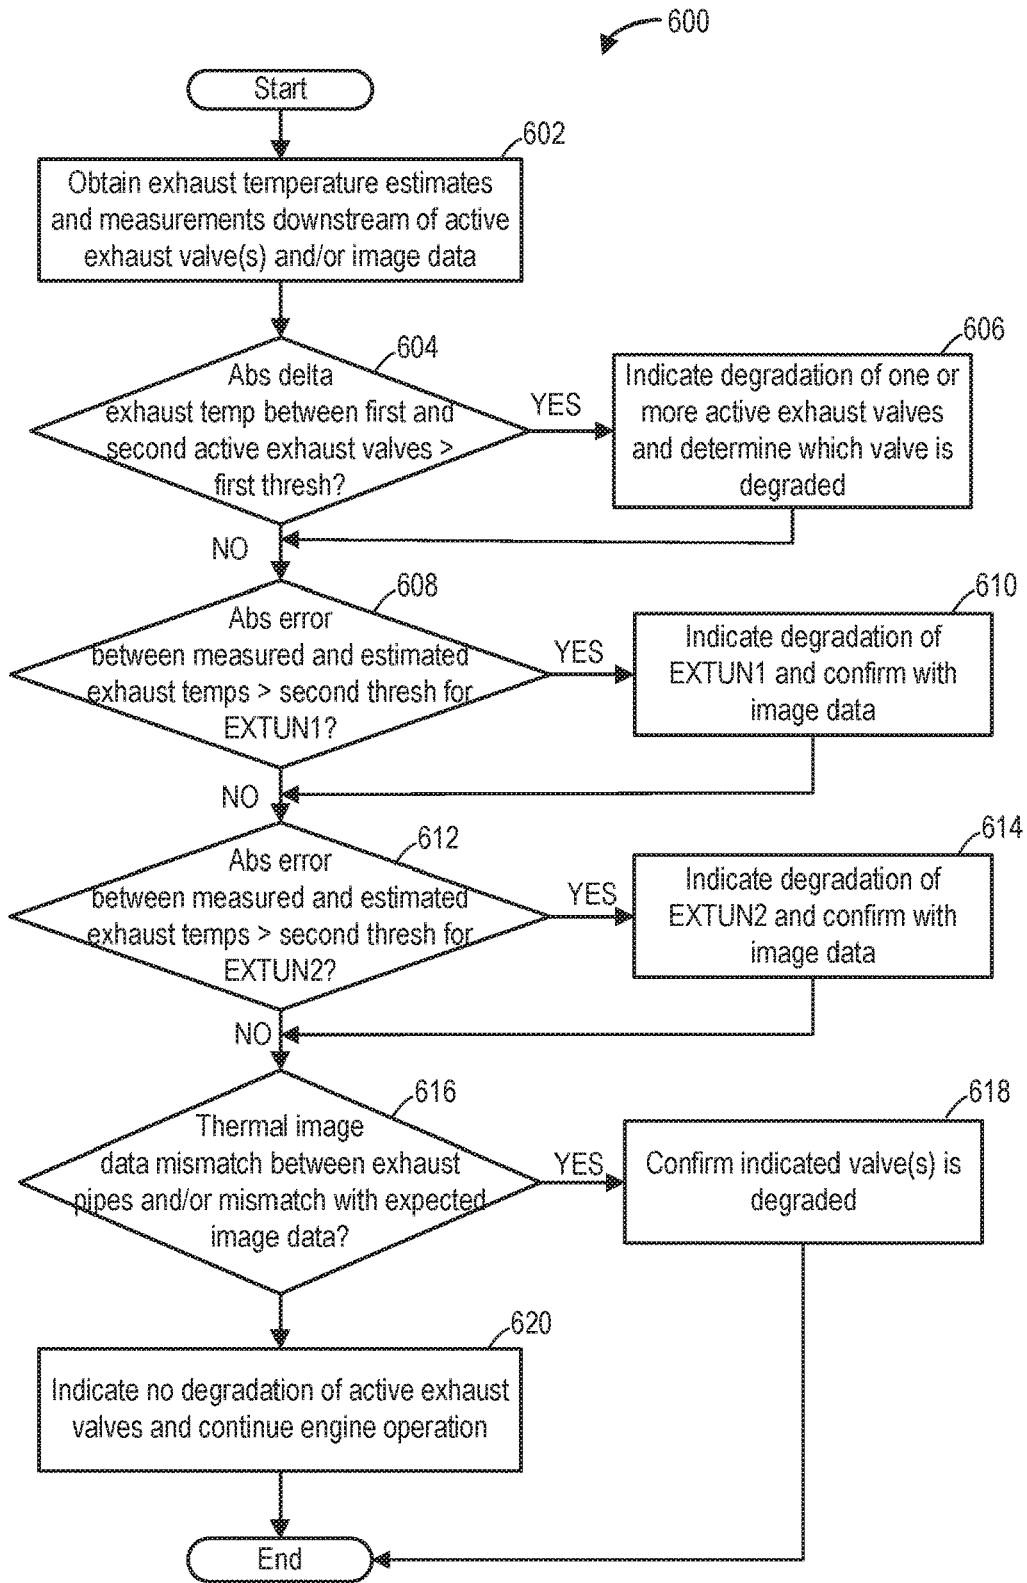 600
Start
602
Obtain exhaust temperature estimates
and measurements downstream of active
exhaust valve(s) and/or image data
604
Abs delta
exhaust temp between first and
second active exhaust valves >
first thresh?
YES
606
Indicate degradation of one or
more active exhaust valves
and determine which valve is
degraded
NO
608
Abs error
between measured and estimated
exhaust temps > second thresh for
EXTUN1?
YES
610
Indicate degradation of
EXTUN1 and confirm with
image data
NO
612
Abs error
between measured and estimated
exhaust temps > second thresh for
EXTUN2?
YES
614
Indicate degradation of
EXTUN2 and confirm with
image data
NO
616
Thermal image
data mismatch between exhaust
pipes and/or mismatch with expected
image data?
YES
618
Confirm indicated valve(s) is
degraded
620
Indicate no degradation of active exhaust
valves and continue engine operation
End